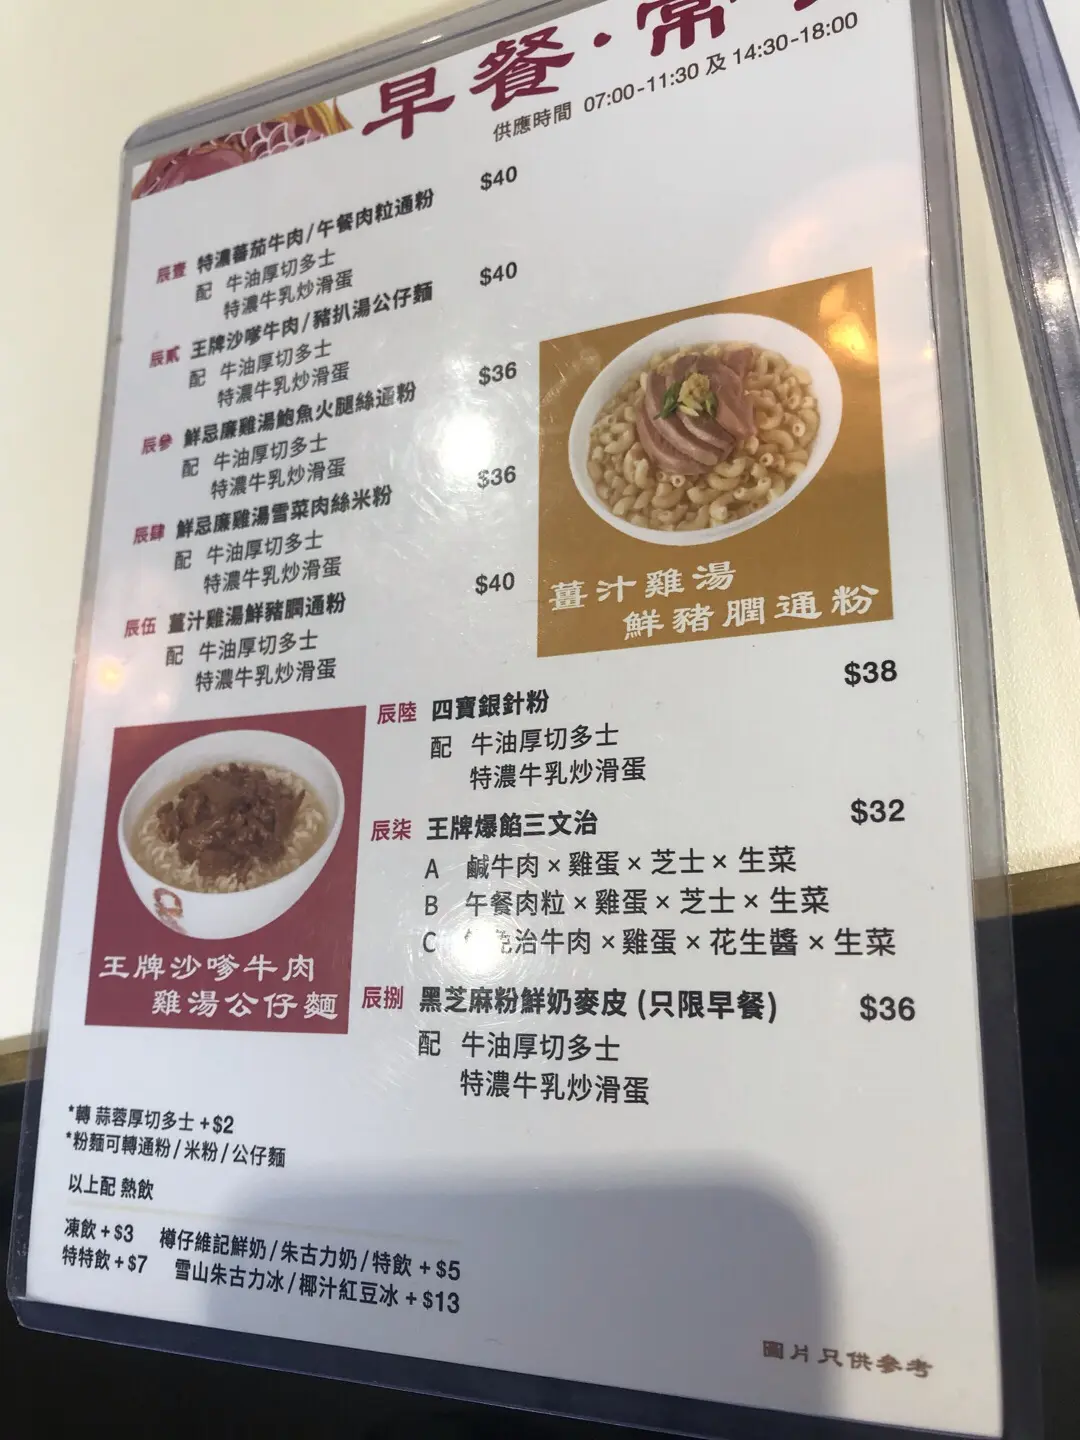 早餐·常
供應時間 07:00-11:30 及 14:30-18:00
辰壹 特濃蕃茄牛肉/午餐肉粒通粉 $40
配 牛油厚切多士
特濃牛乳炒滑蛋
辰貳 王牌沙嗲牛肉/豬扒湯公仔麵 $40
配 牛油厚切多士
特濃牛乳炒滑蛋
辰參 鮮忌廉雞湯鮑魚火腿絲通粉 $36
配 牛油厚切多士
特濃牛乳炒滑蛋
辰肆 鮮忌廉雞湯雪菜肉絲米粉 $36
配 牛油厚切多士
特濃牛乳炒滑蛋
辰伍 薑汁雞湯鮮豬膶通粉 $40
配 牛油厚切多士
特濃牛乳炒滑蛋
薑汁雞湯
鮮豬膶通粉
辰陸 四寶銀針粉 $38
配 牛油厚切多士
特濃牛乳炒滑蛋
辰柒 王牌爆餡三文治 $32
A 鹹牛肉×雞蛋×芝士×生菜
B 午餐肉粒×雞蛋×芝士×生菜
C 免治牛肉×雞蛋×花生醬×生菜
辰捌 黑芝麻粉鮮奶麥皮 (只限早餐) $36
配 牛油厚切多士
特濃牛乳炒滑蛋
王牌沙嗲牛肉
雞湯公仔麵
*轉 蒜蓉厚切多士+$2
*粉麵可轉通粉/米粉/公仔麵
以上配 熱飲
凍飲+$3 樽仔維記鮮奶/朱古力奶/特飲+$5
特特飲+$7 雪山朱古力冰/椰汁紅豆冰+$13
圖片只供參考